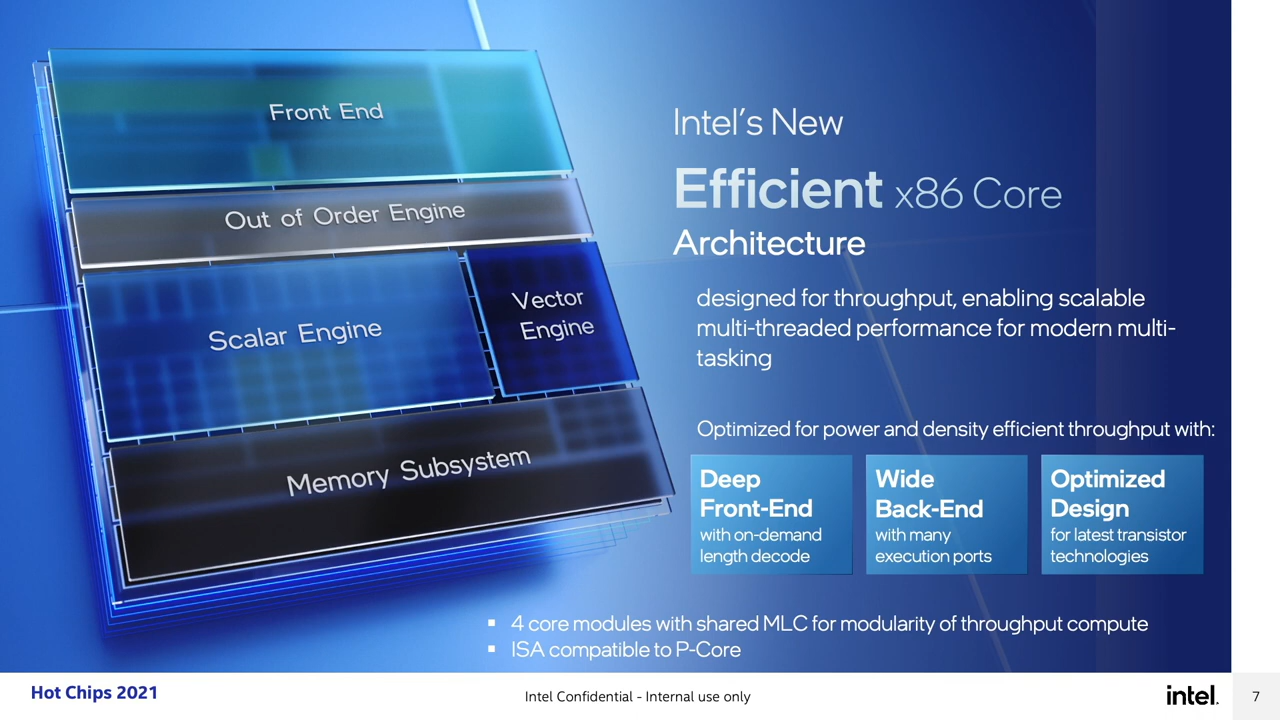 Front End
Out of Order Engine
Scalar Engine
Vector
Engine
Memory Subsystem
Intel's New
Efficient x86 Core
Architecture
designed for throughput, enabling scalable
multi-threaded performance for modern multi-
tasking
Optimized for power and density efficient throughput with:
Deep
Front-End
with on-demand
length decode
Wide
Back-End
with many
execution ports
Optimized
Design
for latest transistor
technologies
▪ 4 core modules with shared MLC for modularity of throughput compute
▪ ISA compatible to P-Core
Hot Chips 2021
Intel Confidential - Internal use only
intel.
7